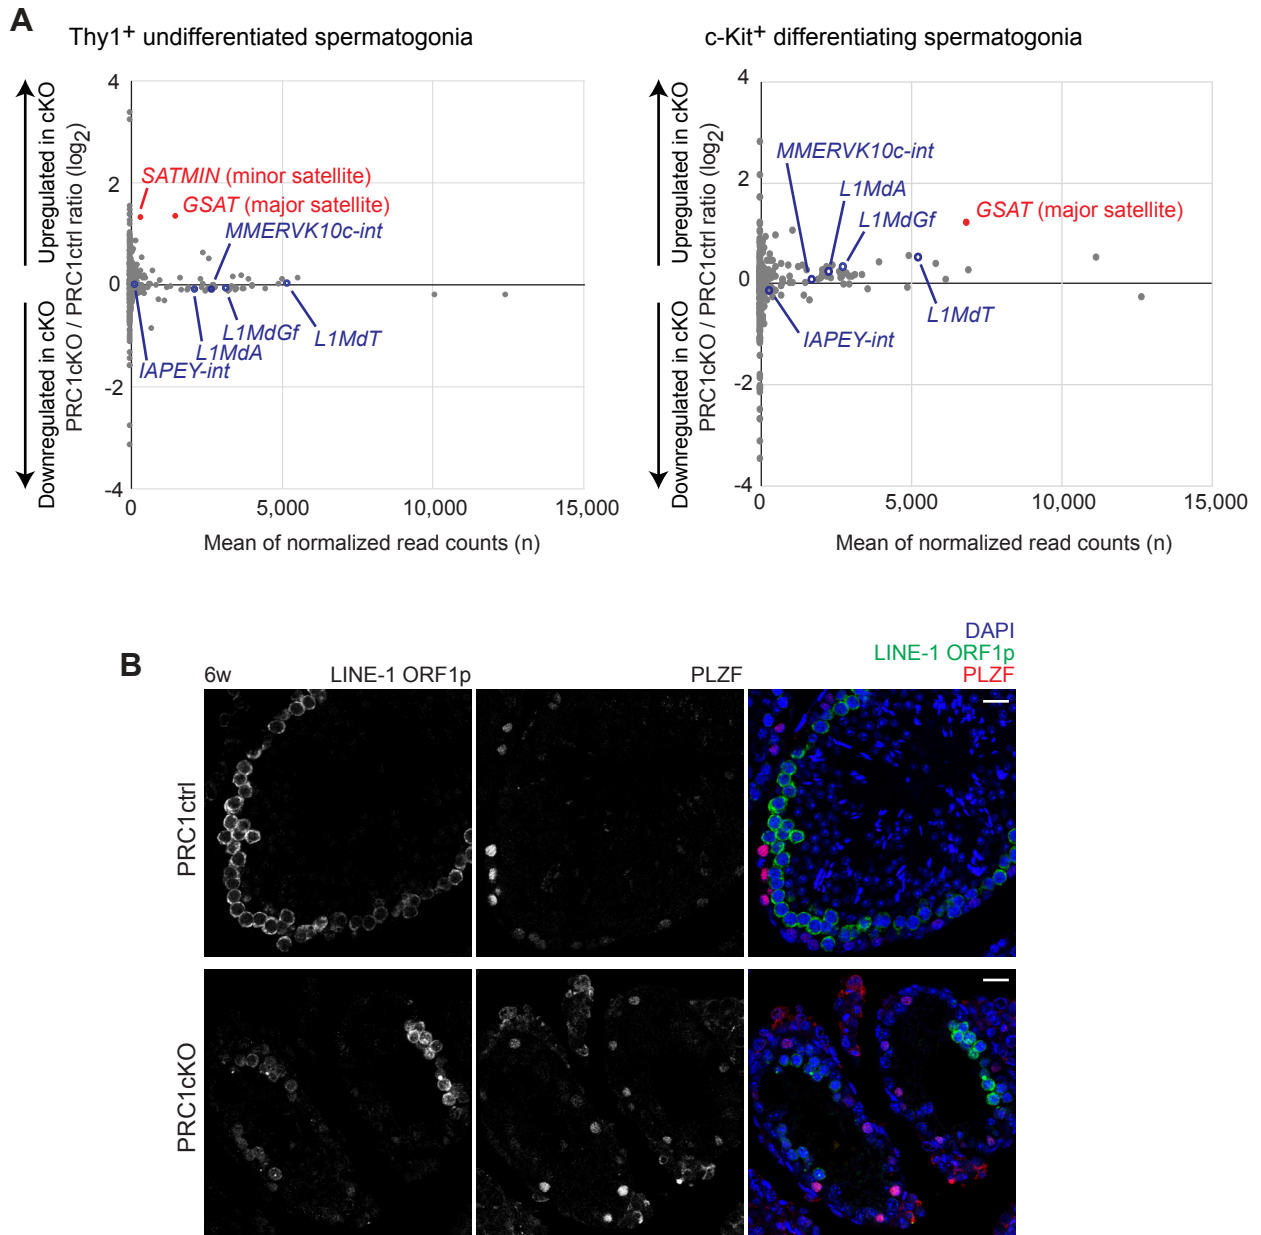 A
Thy1+ undifferentiated spermatogonia
c-Kit+ differentiating spermatogonia
Downregulated in cKO
Upregulated in cKO
PRC1cKO / PRC1ctrl ratio (log2)
4
2
0
-2
-4
SATMIN (minor satellite)
GSAT (major satellite)
MMERVK10c-int
L1MdGf
L1MdT
L1MdA
IAPEY-int
0
5,000
10,000
15,000
Mean of normalized read counts (n)
Downregulated in cKO
Upregulated in cKO
PRC1cKO / PRC1ctrl ratio (log2)
4
2
0
-2
-4
MMERVK10c-int
L1MdA
L1MdGf
GSAT (major satellite)
L1MdT
IAPEY-int
0
5,000
10,000
15,000
Mean of normalized read counts (n)
B
DAPI
LINE-1 ORF1p
6w
LINE-1 ORF1p
PLZF
PLZF
PRC1ctrl
PRC1cKO